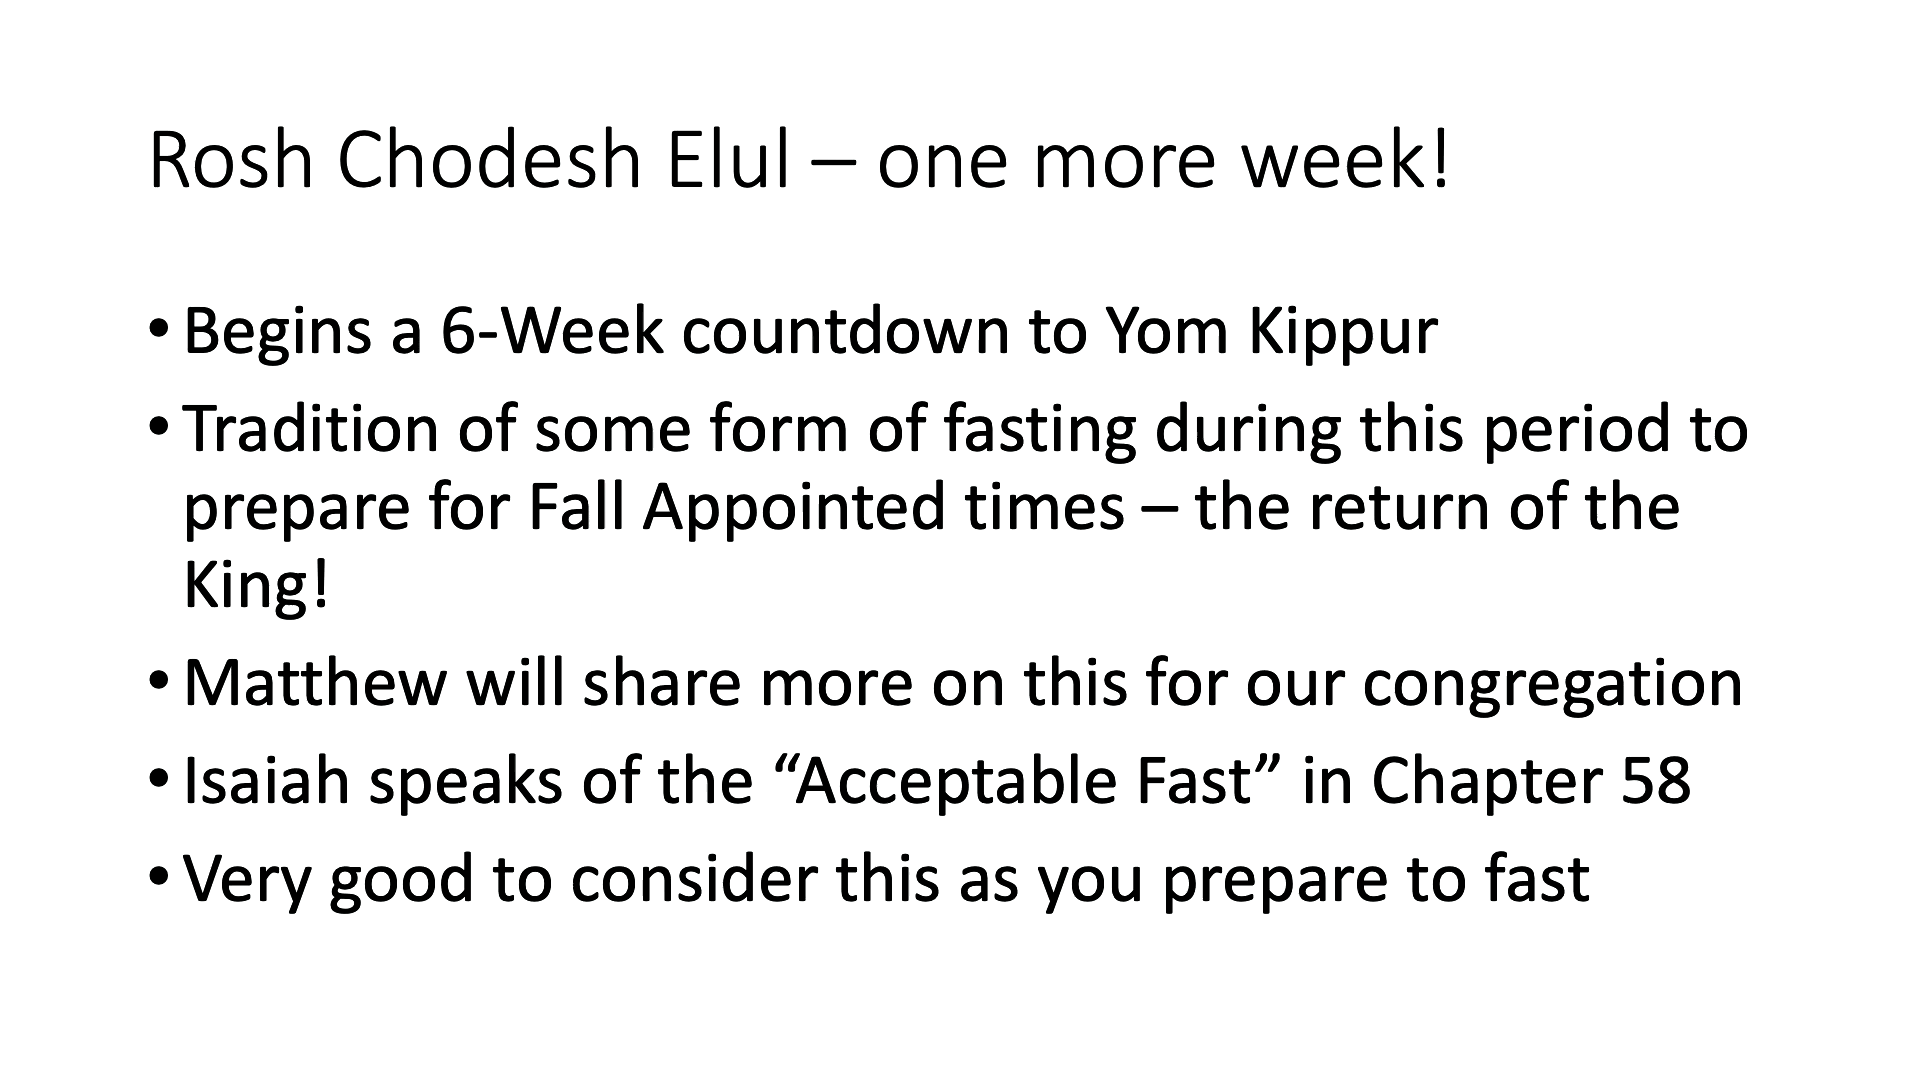 Rosh Chodesh Elul – one more week!
• Begins a 6-Week countdown to Yom Kippur
• Tradition of some form of fasting during this period to
prepare for Fall Appointed times – the return of the
King!
• Matthew will share more on this for our congregation
• Isaiah speaks of the “Acceptable Fast” in Chapter 58
• Very good to consider this as you prepare to fast